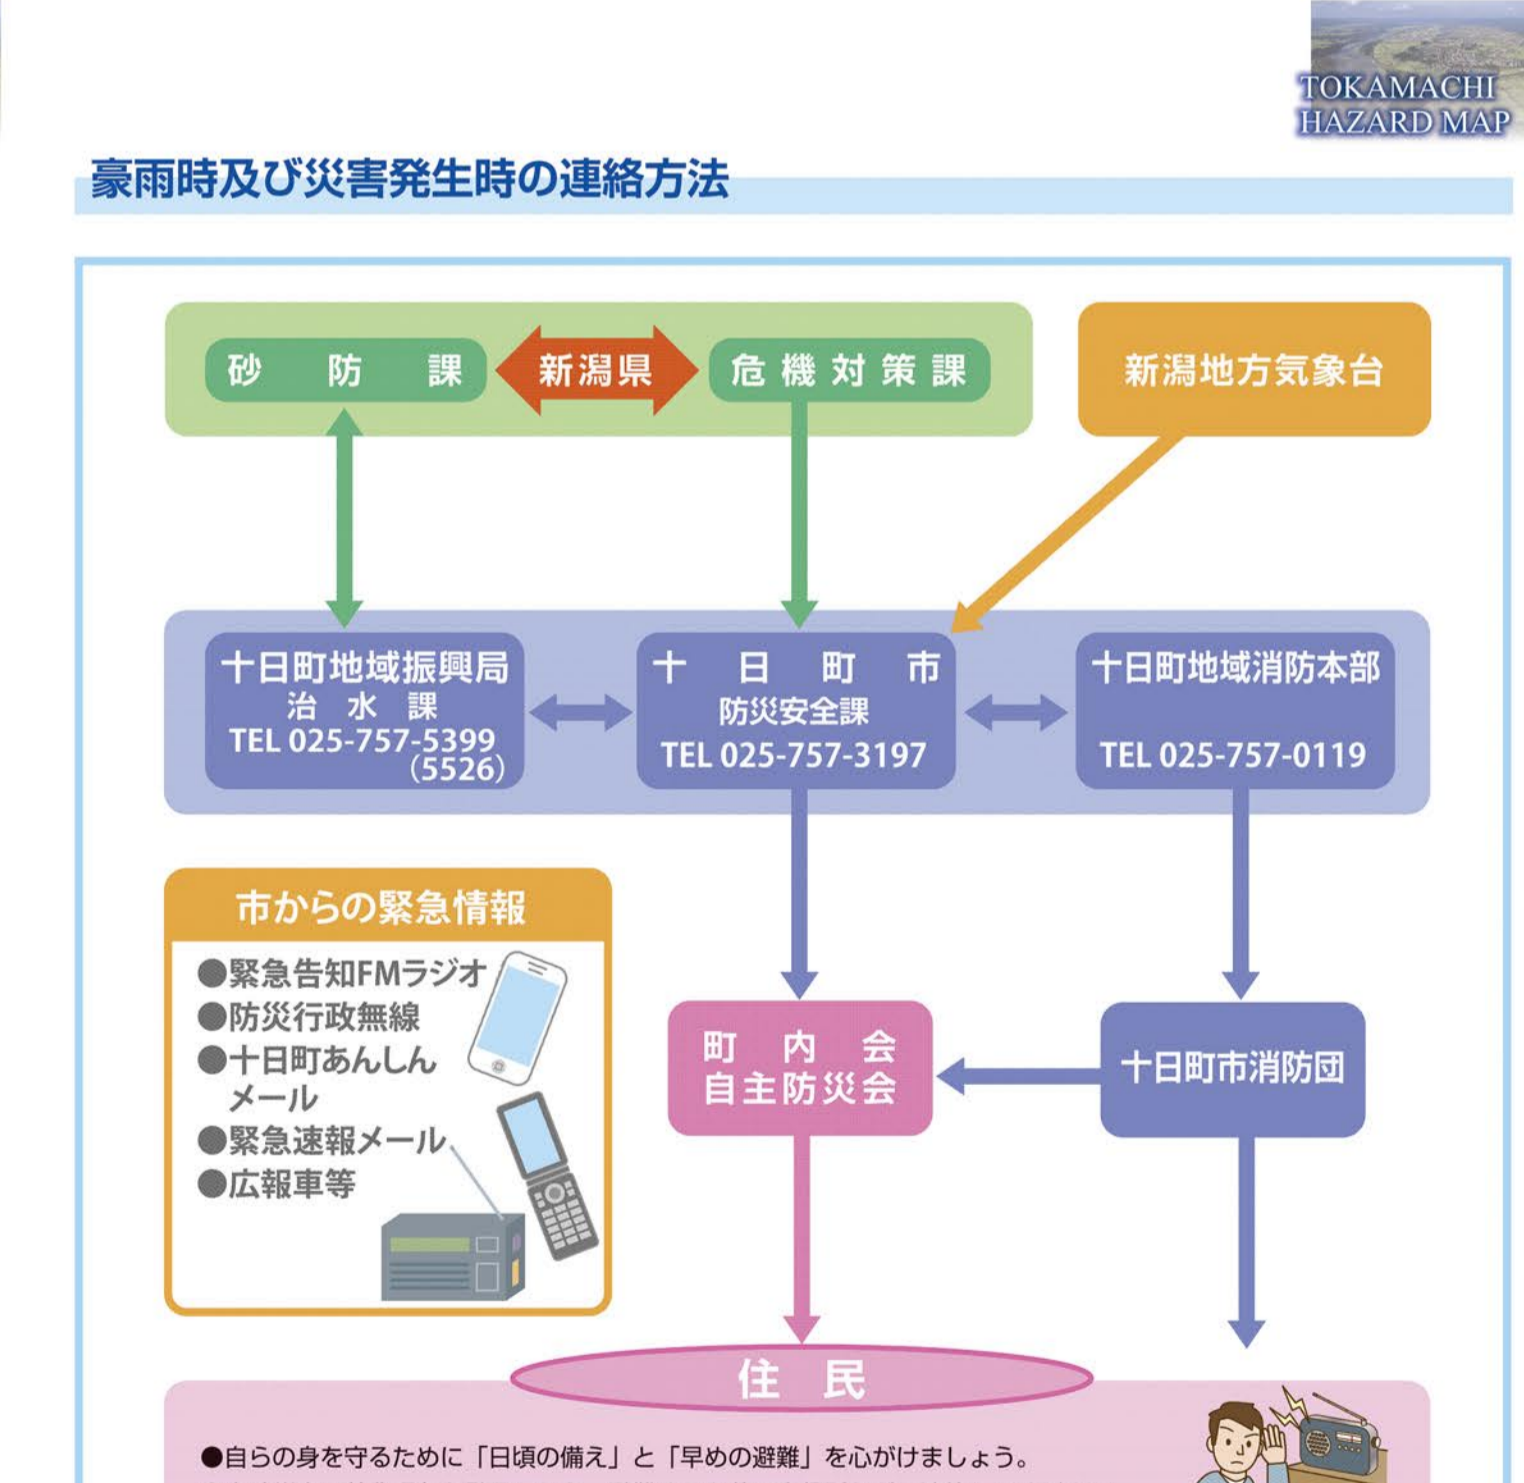 TOKAMACHI
HAZARD MAP
豪雨時及び災害発生時の連絡方法
砂防課
新潟県
危機対策課
新潟地方気象台
十日町地域振興局
治水課
TEL 025-757-5399
(5526)
十日町市
防災安全課
TEL 025-757-3197
十日町地域消防本部
TEL 025-757-0119
市からの緊急情報
●緊急告知FMラジオ
●防災行政無線
●十日町あんしん
メール
●緊急速報メール
●広報車等
町内会
自主防災会
十日町市消防団
住民
●自らの身を守るために「日頃の備え」と「早めの避難」を心がけましょう。